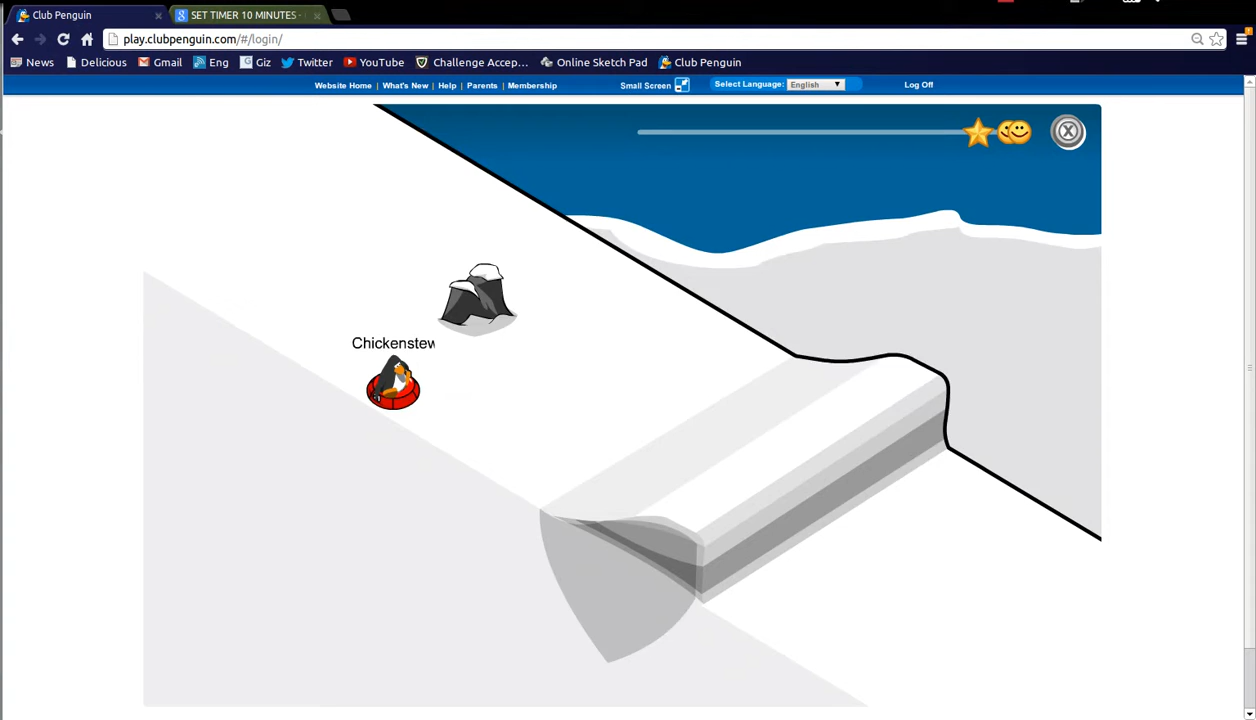 Club Penguin
SET TIMER 10 MINUTES -
play.clubpenguin.com/#/login/
News Delicious Gmail Eng Giz Twitter YouTube Challenge Accep... Online Sketch Pad Club Penguin
Website Home | What's New | Help | Parents | Membership Small Screen Select Language: English Log Off
Chickenstew